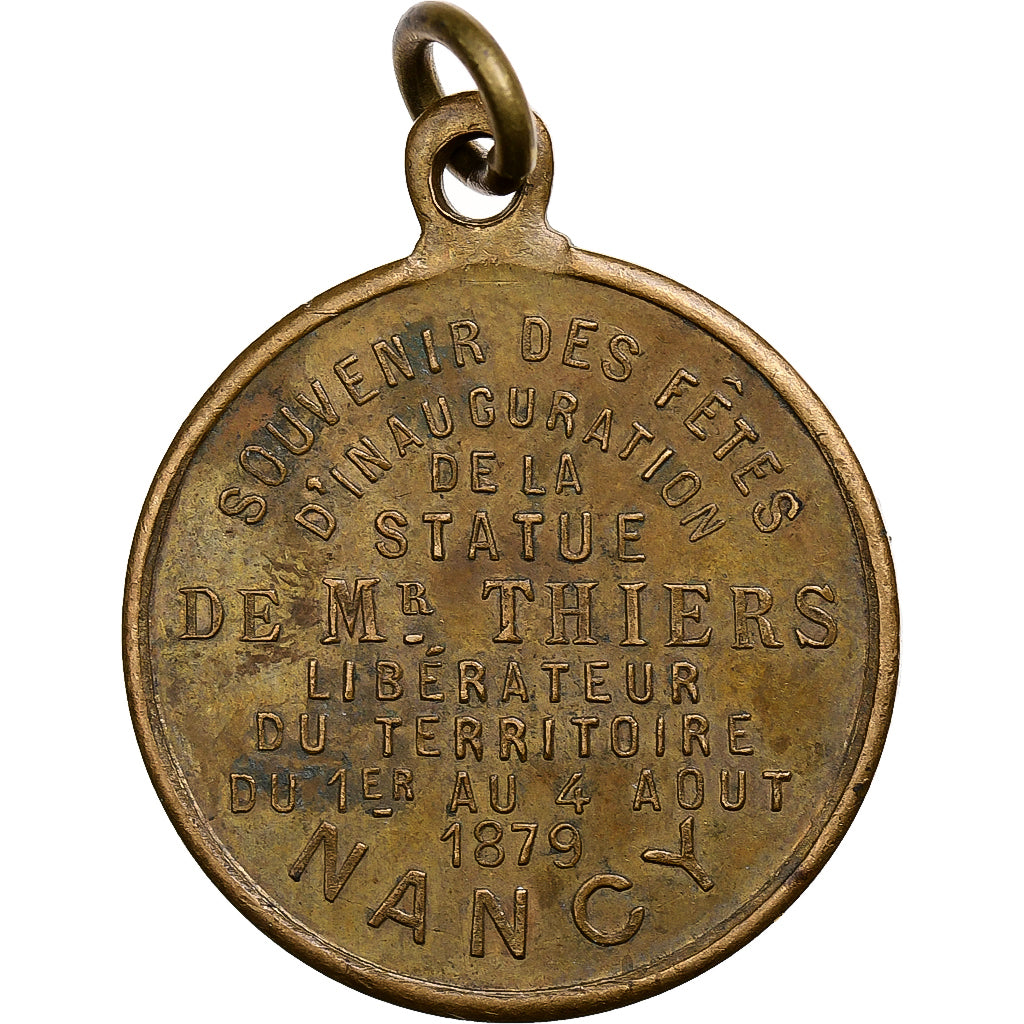 SOUVENIR DES FÊTES
D'INAUGURATION
DE LA
STATUE
DE MR. THIERS
LIBÉRATEUR
DU TERRITOIRE
DU 1ER AU 4 AOUT
1879
NANCY